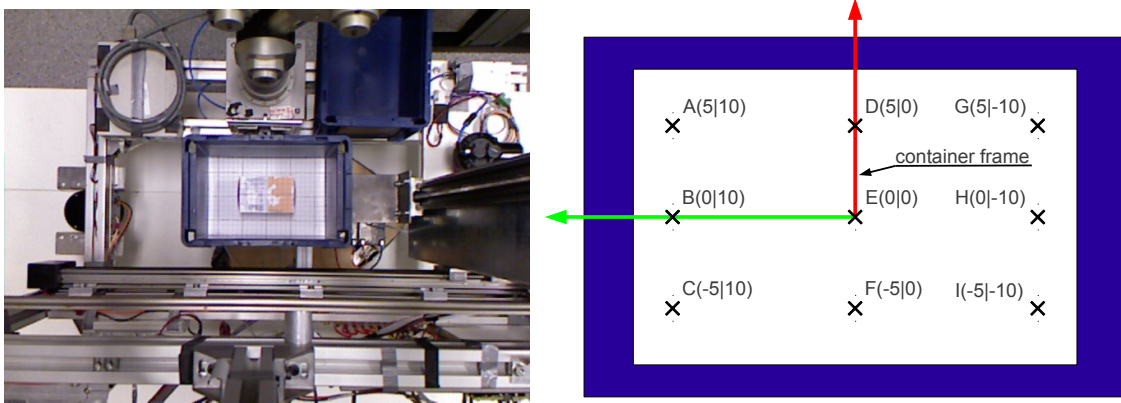 A(5|10)
D(5|0)
G(5|-10)
container frame
B(0|10)
E(0|0)
H(0|-10)
C(-5|10)
F(-5|0)
I(-5|-10)